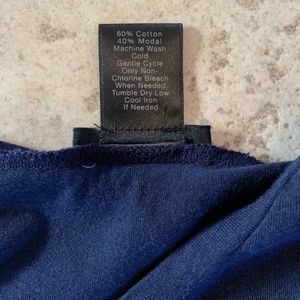 60% Cotton
40% Modal
Machine Wash
Cold
Gentle Cycle
Only Non-
Chlorine Bleach
When Needed
Tumble Dry Low
Cool Iron
If Needed